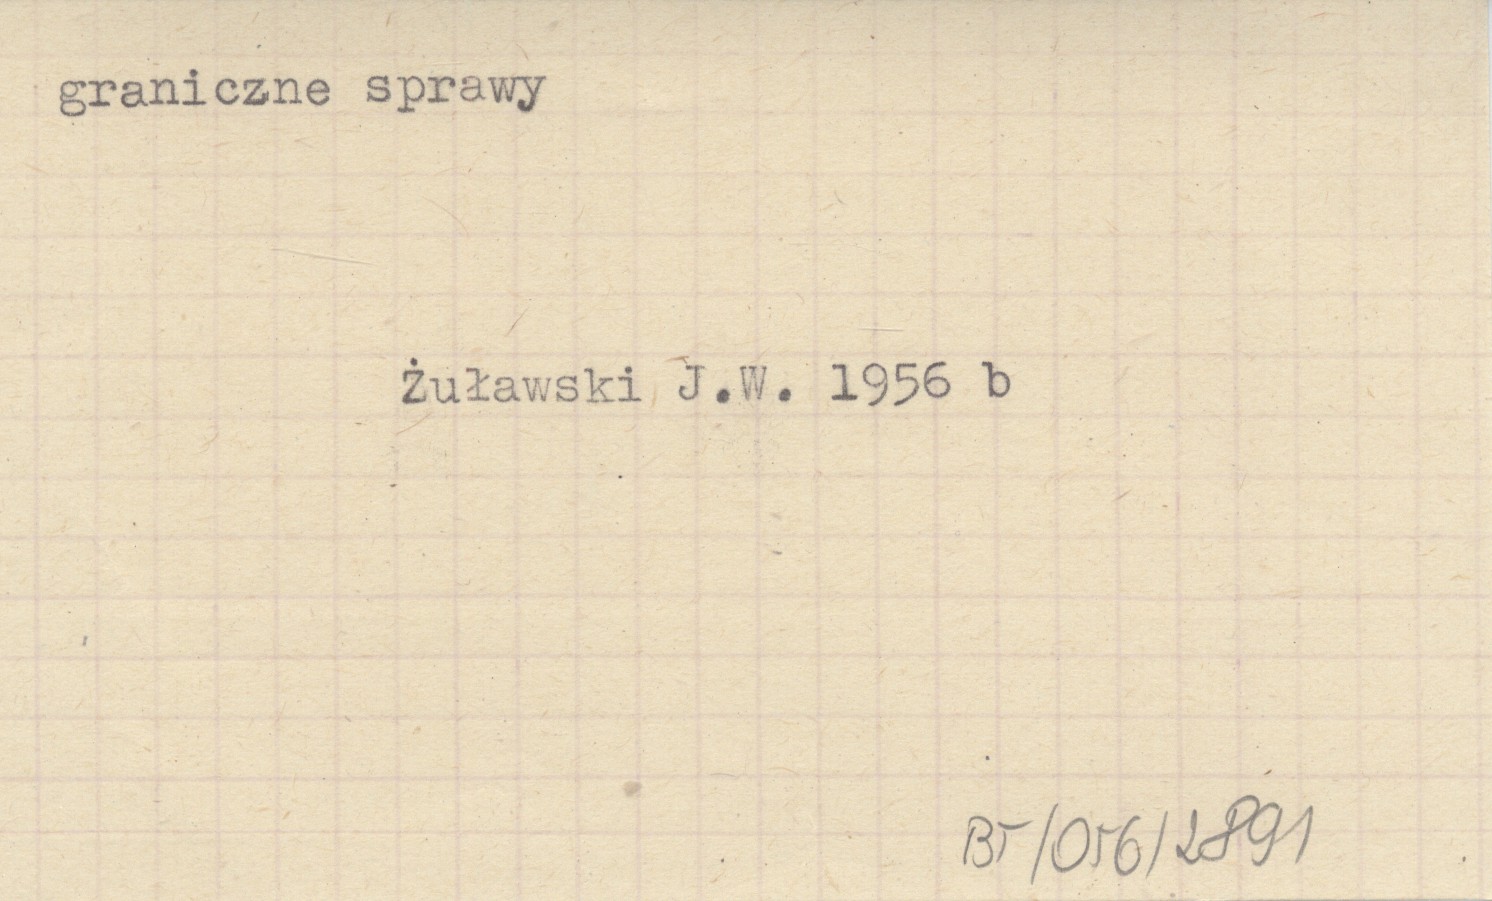 graniczne sprawy
Żuławski J.W. 1956 b
BT/056/2891